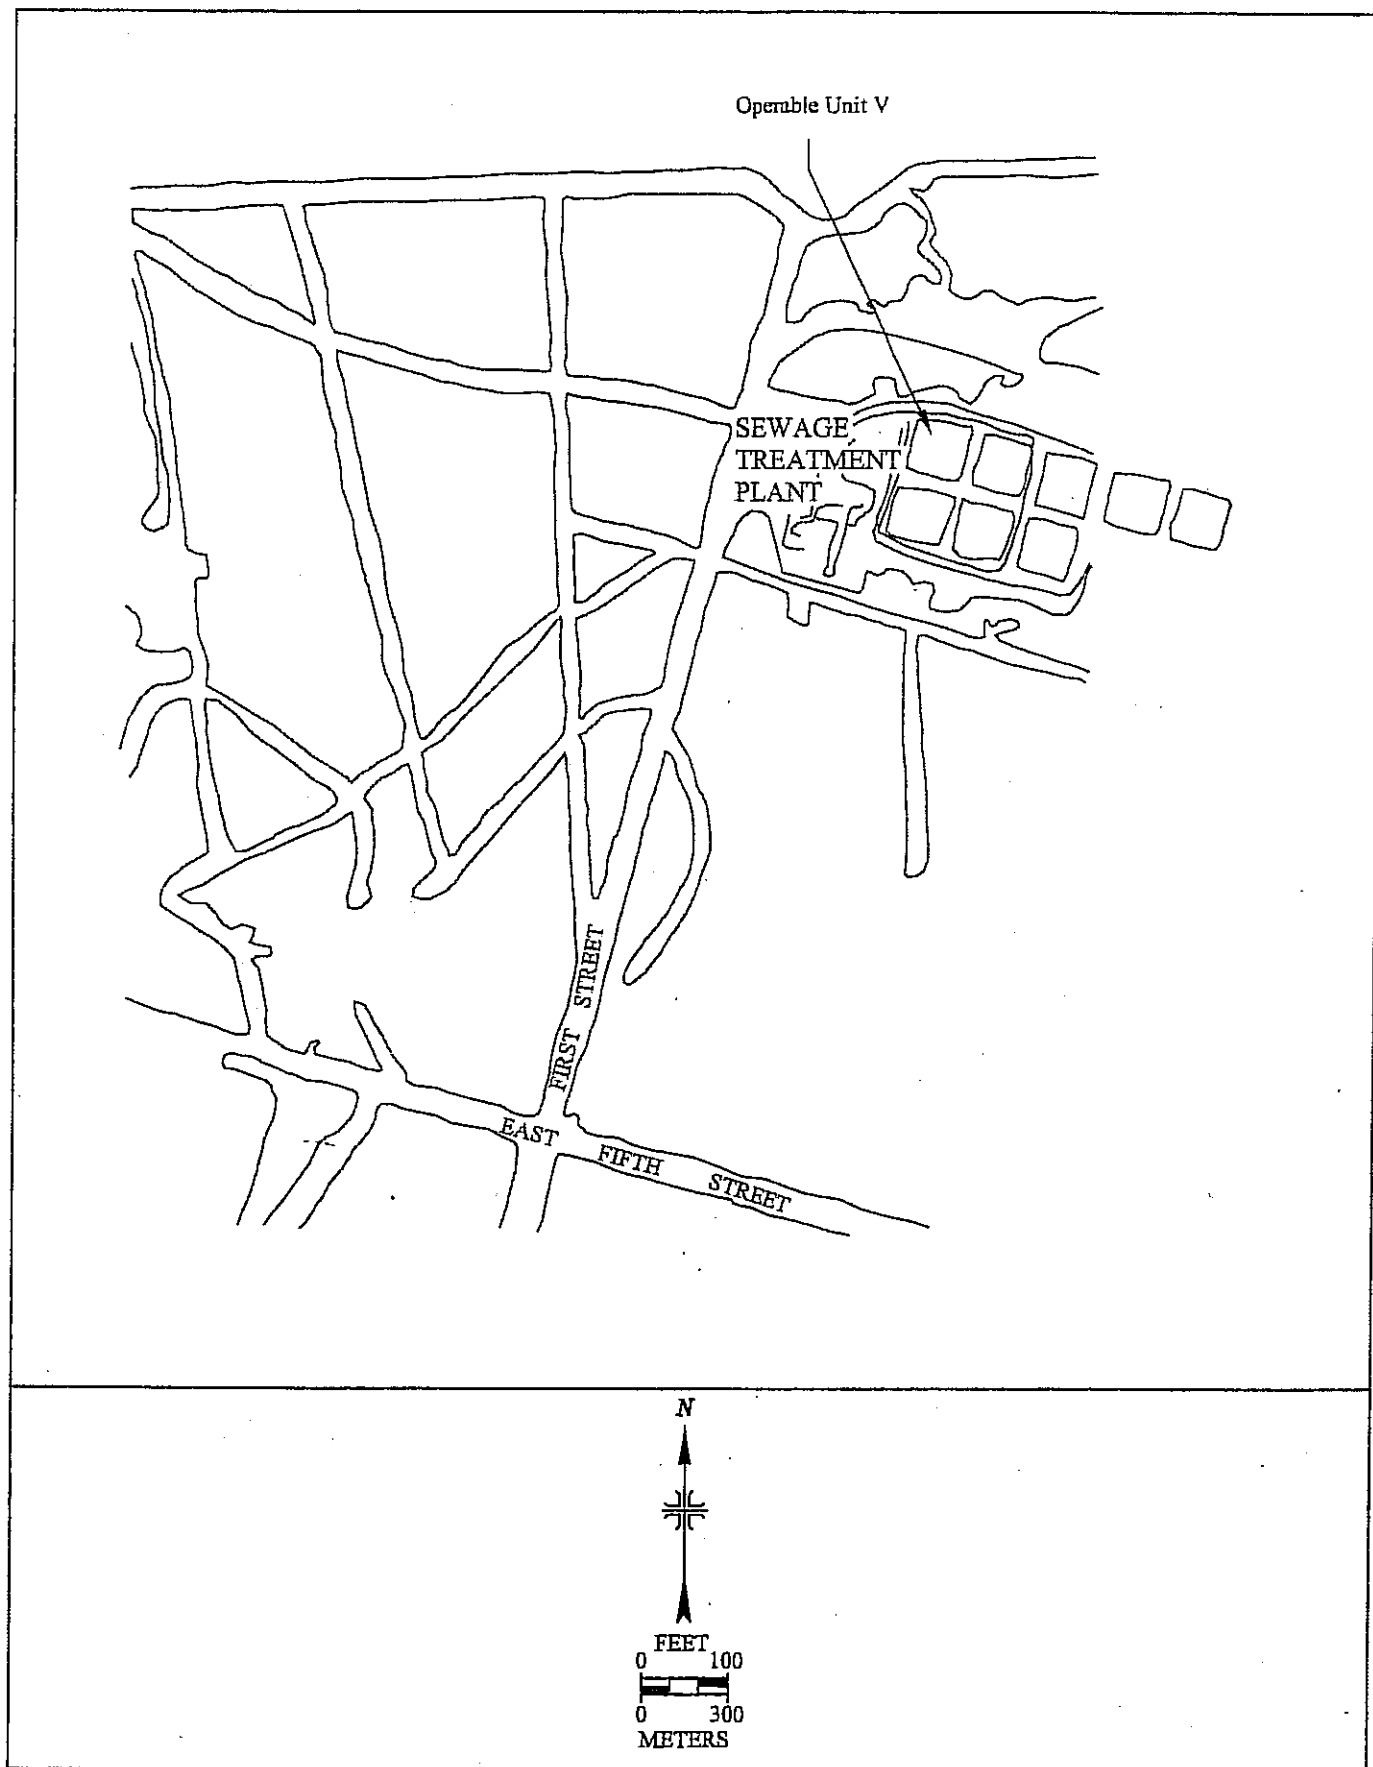 Operable Unit V
SEWAGE
TREATMENT
PLANT
FIRST STREET
EAST FIFTH STREET
N
FEET
0 100
0 300
METERS